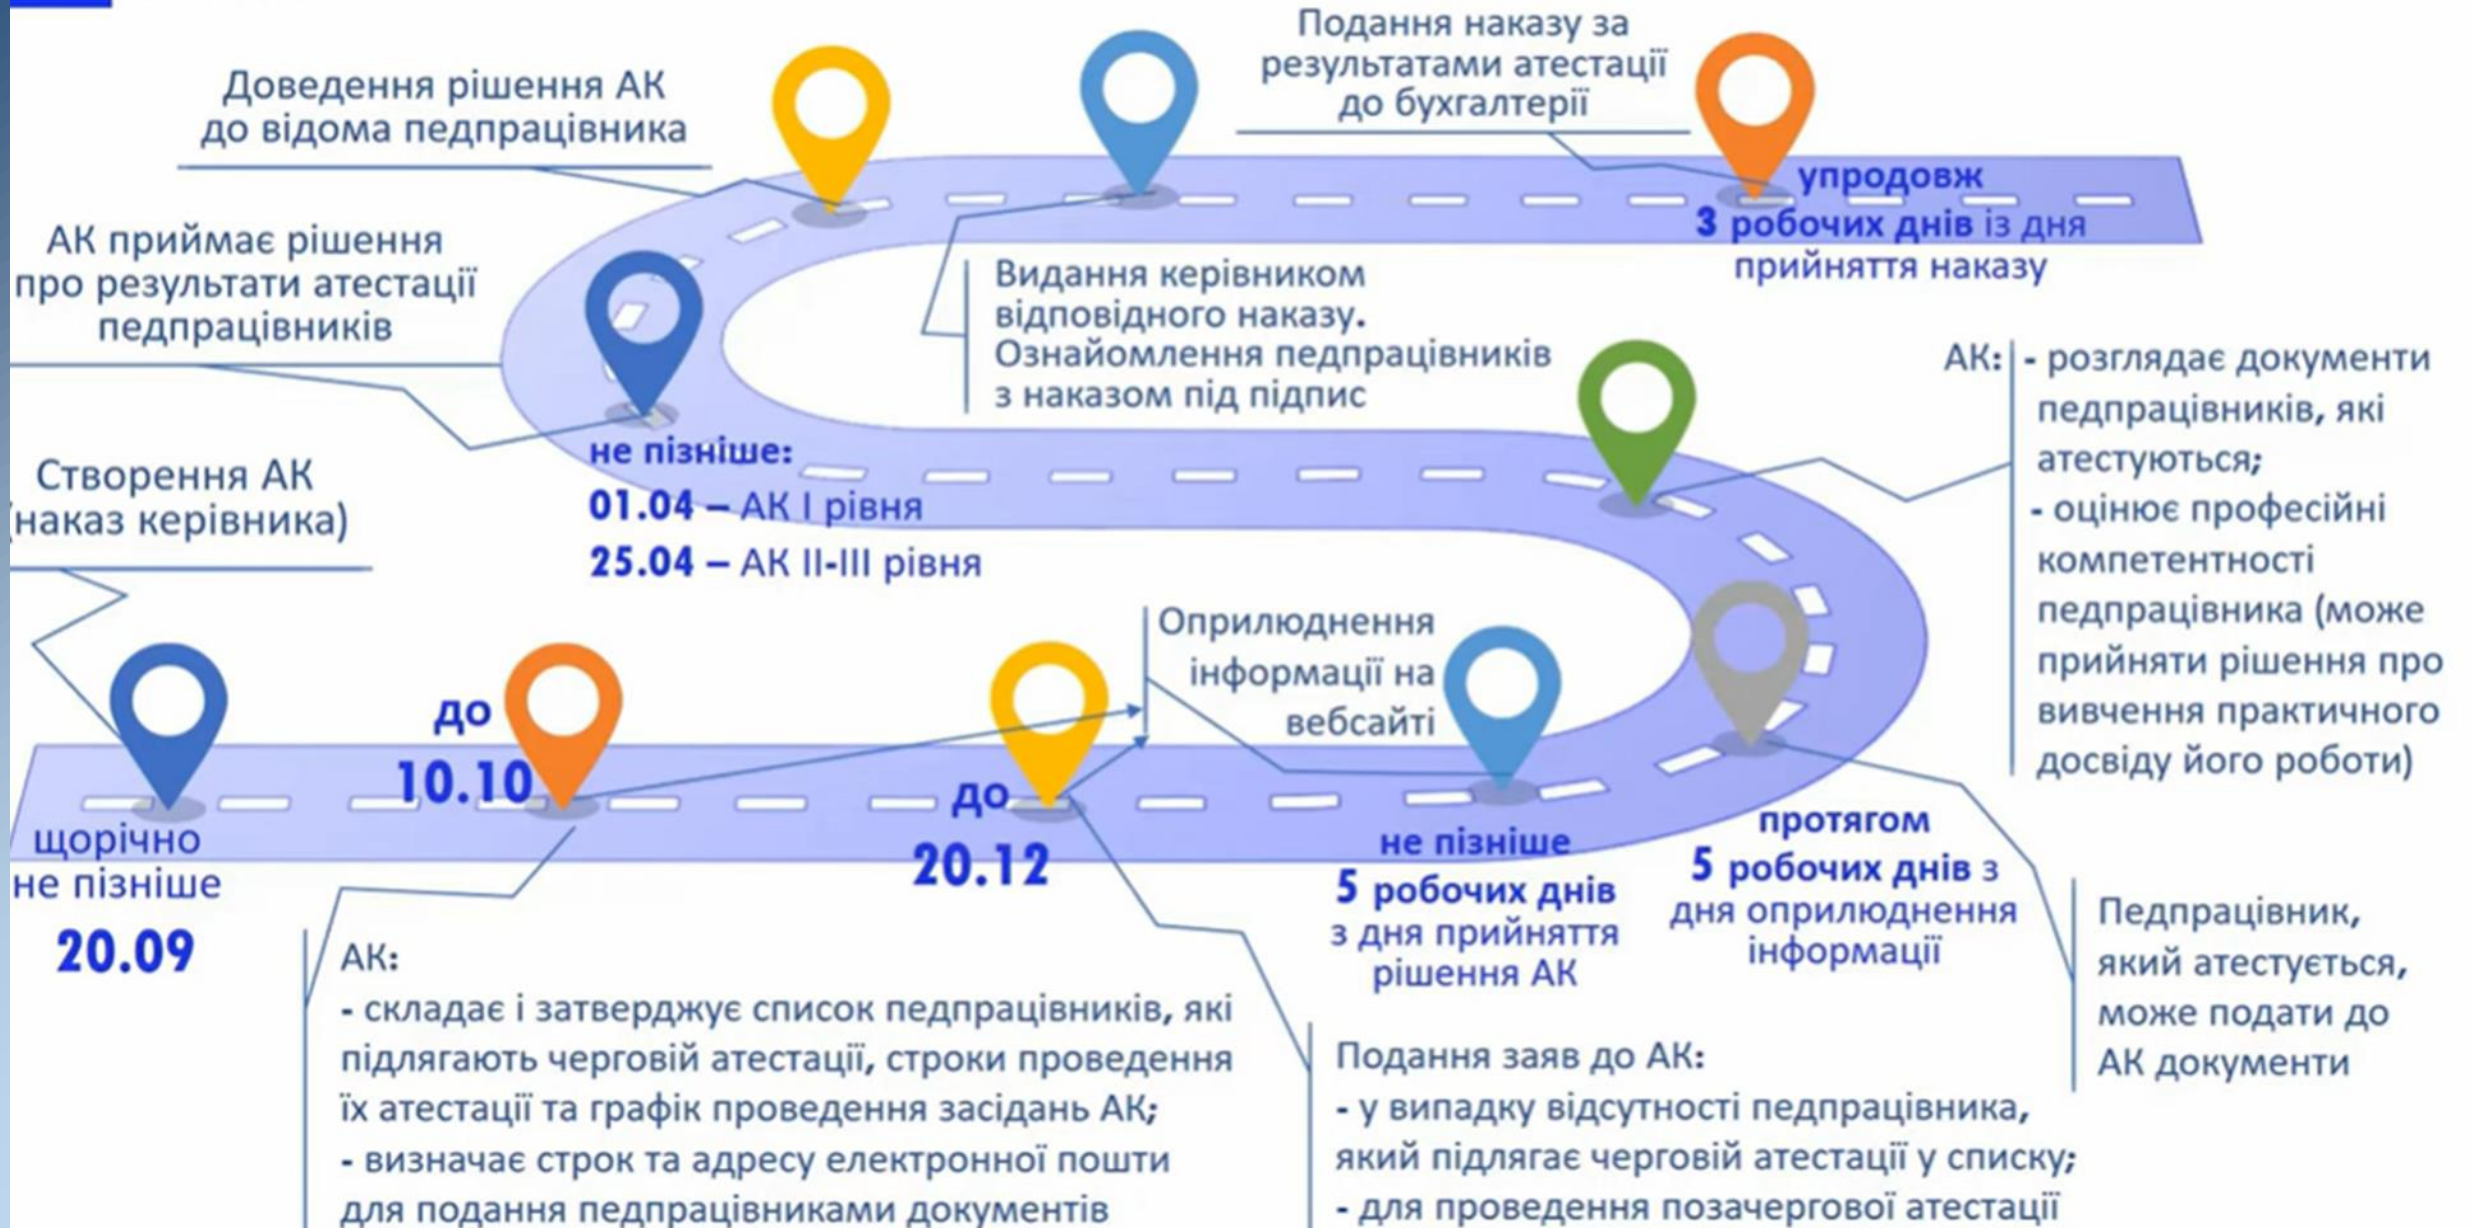 Подання наказу за
результатами атестації
до бухгалтерії
Доведення рішення АК
до відома педпрацівника
упродовж
3 робочих днів із дня
прийняття наказу
АК приймає рішення
про результати атестації
педпрацівників
Видання керівником
відповідного наказу.
Ознайомлення педпрацівників
з наказом під підпис
АК: - розглядає документи
педпрацівників, які
атестуються;
- оцінює професійні
компетентності
педпрацівника (може
прийняти рішення про
вивчення практичного
досвіду його роботи)
не пізніше:
01.04 – АК І рівня
25.04 – АК ІІ-ІІІ рівня
Створення АК
(наказ керівника)
Оприлюднення
інформації на
вебсайті
до
10.10
до
20.12
щорічно
не пізніше
20.09
не пізніше
5 робочих днів
з дня прийняття
рішення АК
протягом
5 робочих днів з
дня оприлюднення
інформації
Педпрацівник,
який атестується,
може подати до
АК документи
АК:
- складає і затверджує список педпрацівників, які
підлягають черговій атестації, строки проведення
їх атестації та графік проведення засідань АК;
- визначає строк та адресу електронної пошти
для подання педпрацівниками документів
Подання заяв до АК:
- у випадку відсутності педпрацівника,
який підлягає черговій атестації у списку;
- для проведення позачергової атестації